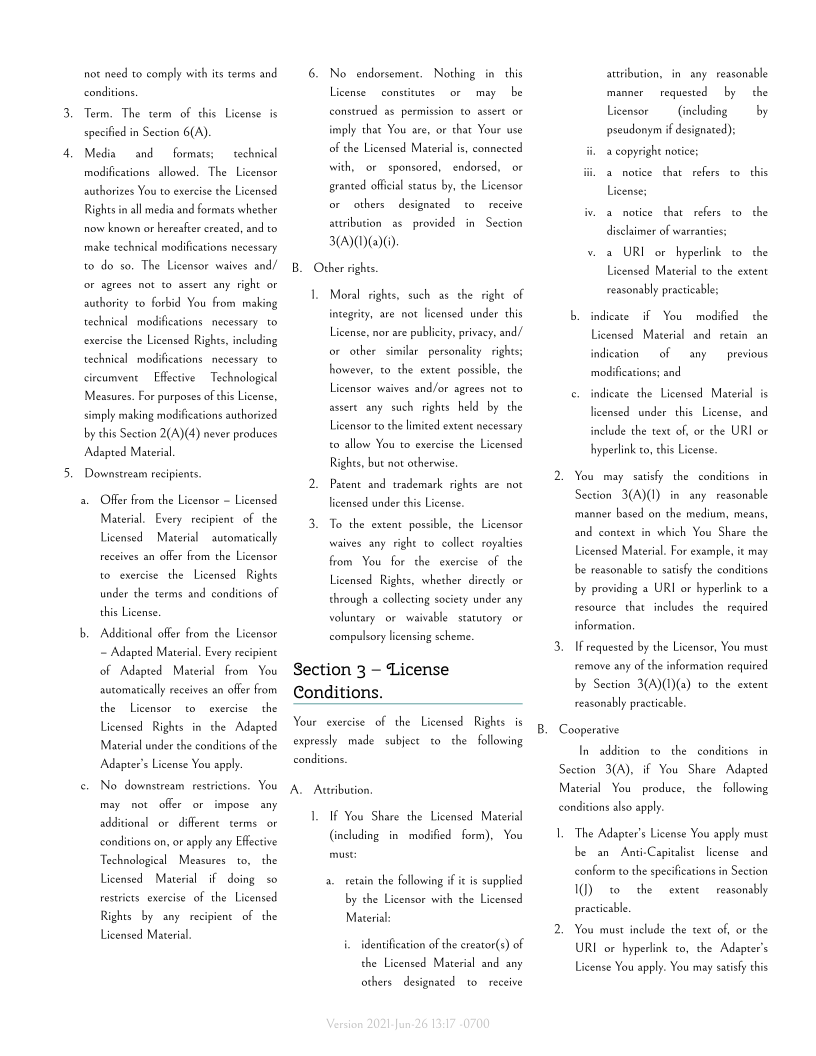 not need to comply with its terms and
conditions.
3. Term. The term of this License is
specified in Section 6(A).
4. Media and formats; technical
modifications allowed. The Licensor
authorizes You to exercise the Licensed
Rights in all media and formats whether
now known or hereafter created, and to
make technical modifications necessary
to do so. The Licensor waives and/
or agrees not to assert any right or
authority to forbid You from making
technical modifications necessary to
exercise the Licensed Rights, including
technical modifications necessary to
circumvent Effective Technological
Measures. For purposes of this License,
simply making modifications authorized
by this Section 2(A)(4) never produces
Adapted Material.
5. Downstream recipients.
a. Offer from the Licensor – Licensed
Material. Every recipient of the
Licensed Material automatically
receives an offer from the Licensor
to exercise the Licensed Rights
under the terms and conditions of
this License.
b. Additional offer from the Licensor
– Adapted Material. Every recipient
of Adapted Material from You
automatically receives an offer from
the Licensor to exercise the
Licensed Rights in the Adapted
Material under the conditions of the
Adapter’s License You apply.
c. No downstream restrictions. You
may not offer or impose any
additional or different terms or
conditions on, or apply any Effective
Technological Measures to, the
Licensed Material if doing so
restricts exercise of the Licensed
Rights by any recipient of the
Licensed Material.
6. No endorsement. Nothing in this
License constitutes or may be
construed as permission to assert or
imply that You are, or that Your use
of the Licensed Material is, connected
with, or sponsored, endorsed, or
granted official status by, the Licensor
or others designated to receive
attribution as provided in Section
3(A)(1)(a)(i).
B. Other rights.
1. Moral rights, such as the right of
integrity, are not licensed under this
License, nor are publicity, privacy, and/
or other similar personality rights;
however, to the extent possible, the
Licensor waives and/or agrees not to
assert any such rights held by the
Licensor to the limited extent necessary
to allow You to exercise the Licensed
Rights, but not otherwise.
2. Patent and trademark rights are not
licensed under this License.
3. To the extent possible, the Licensor
waives any right to collect royalties
from You for the exercise of the
Licensed Rights, whether directly or
through a collecting society under any
voluntary or waivable statutory or
compulsory licensing scheme.
Section 3 – License
Conditions.
Your exercise of the Licensed Rights is
expressly made subject to the following
conditions.
A. Attribution.
1. If You Share the Licensed Material
(including in modified form), You
must:
a. retain the following if it is supplied
by the Licensor with the Licensed
Material:
i. identification of the creator(s) of
the Licensed Material and any
others designated to receive
attribution, in any reasonable
manner requested by the
Licensor (including by
pseudonym if designated);
ii. a copyright notice;
iii. a notice that refers to this
License;
iv. a notice that refers to the
disclaimer of warranties;
v. a URI or hyperlink to the
Licensed Material to the extent
reasonably practicable;
b. indicate if You modified the
Licensed Material and retain an
indication of any previous
modifications; and
c. indicate the Licensed Material is
licensed under this License, and
include the text of, or the URI or
hyperlink to, this License.
2. You may satisfy the conditions in
Section 3(A)(1) in any reasonable
manner based on the medium, means,
and context in which You Share the
Licensed Material. For example, it may
be reasonable to satisfy the conditions
by providing a URI or hyperlink to a
resource that includes the required
information.
3. If requested by the Licensor, You must
remove any of the information required
by Section 3(A)(1)(a) to the extent
reasonably practicable.
B. Cooperative
In addition to the conditions in
Section 3(A), if You Share Adapted
Material You produce, the following
conditions also apply.
1. The Adapter’s License You apply must
be an Anti-Capitalist license and
conform to the specifications in Section
1(J) to the extent reasonably
practicable.
2. You must include the text of, or the
URI or hyperlink to, the Adapter’s
License You apply. You may satisfy this
Version 2021-Jun-26 13:17 -0700